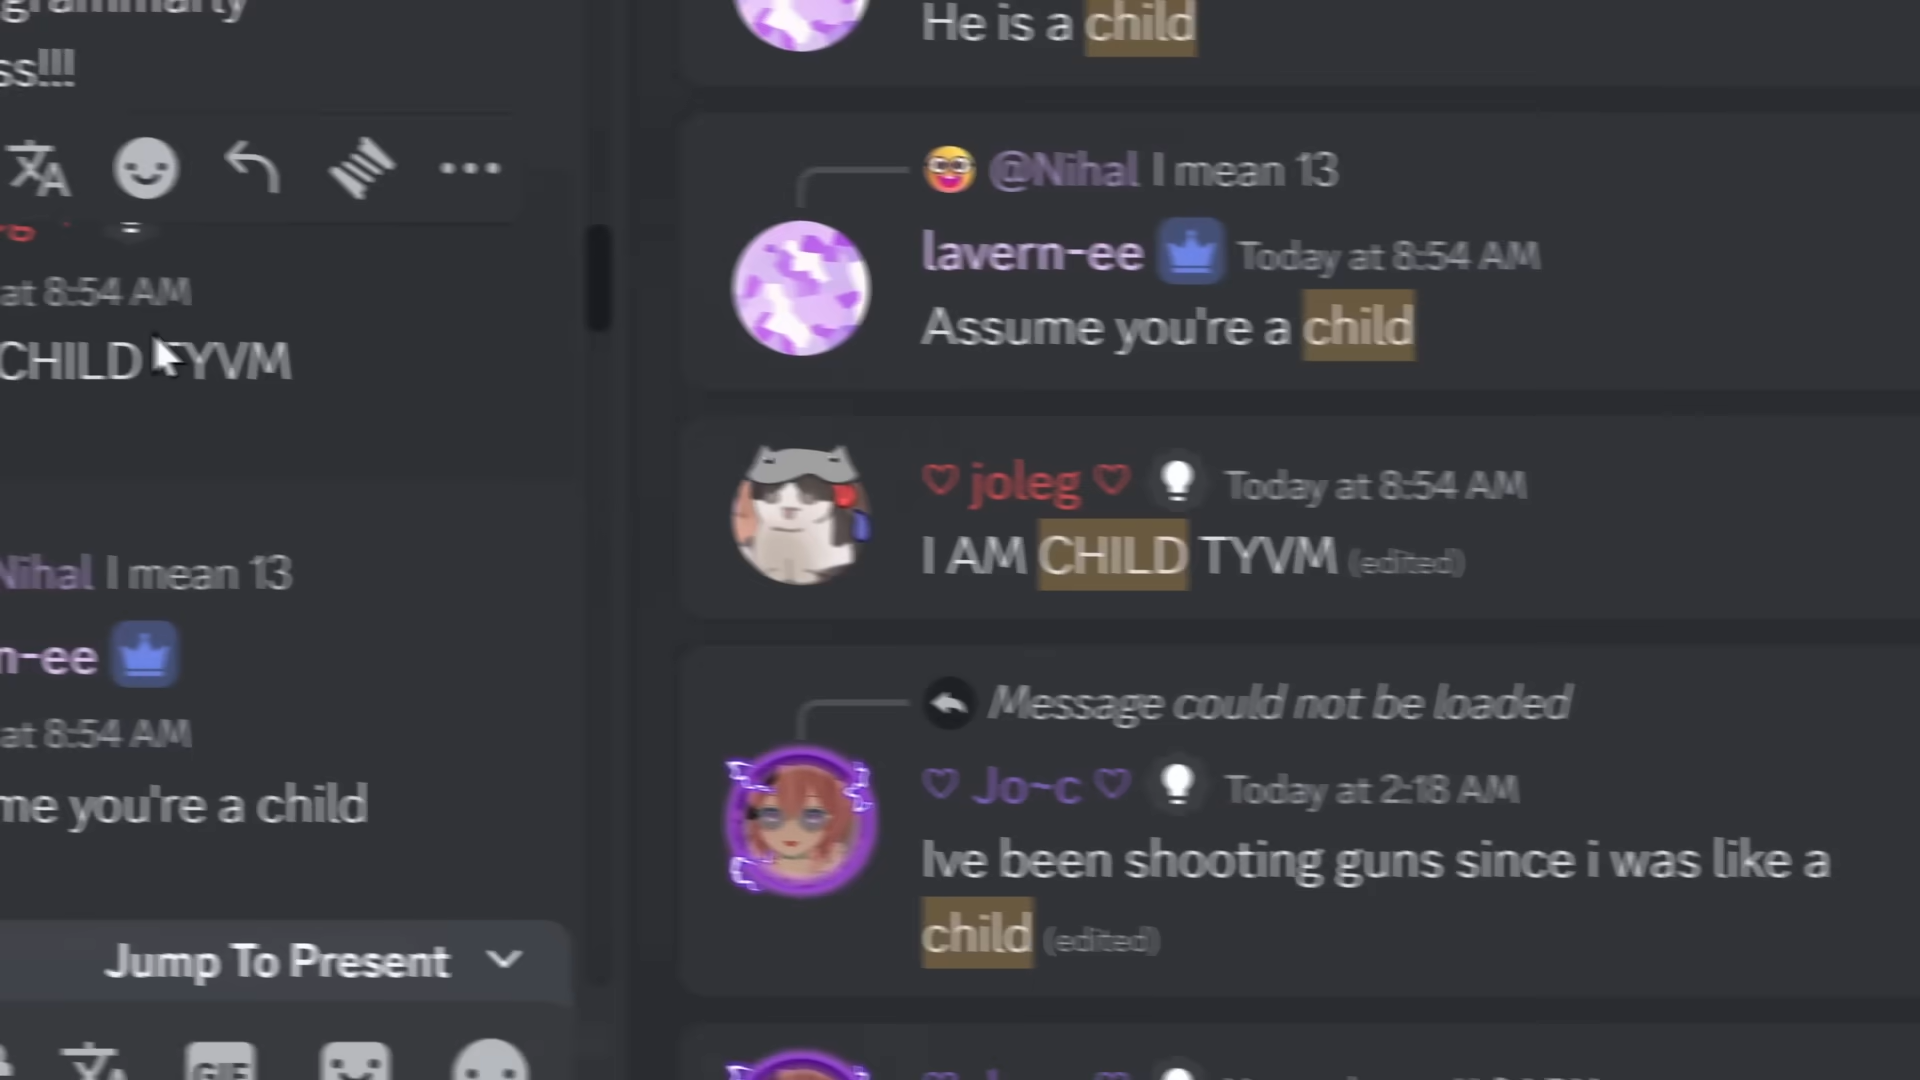 grammarly
ss!!!
at 8:54 AM
CHILD TYVM
Nihal I mean 13
n-ee
at 8:54 AM
me you're a child
Jump To Present
GIF
He is a child
@Nihal I mean 13
lavern-ee Today at 8:54 AM
Assume you're a child
♡ joleg ♡ Today at 8:54 AM
I AM CHILD TYVM (edited)
Message could not be loaded
♡ Jo~c ♡ Today at 2:18 AM
Ive been shooting guns since i was like a
child (edited)